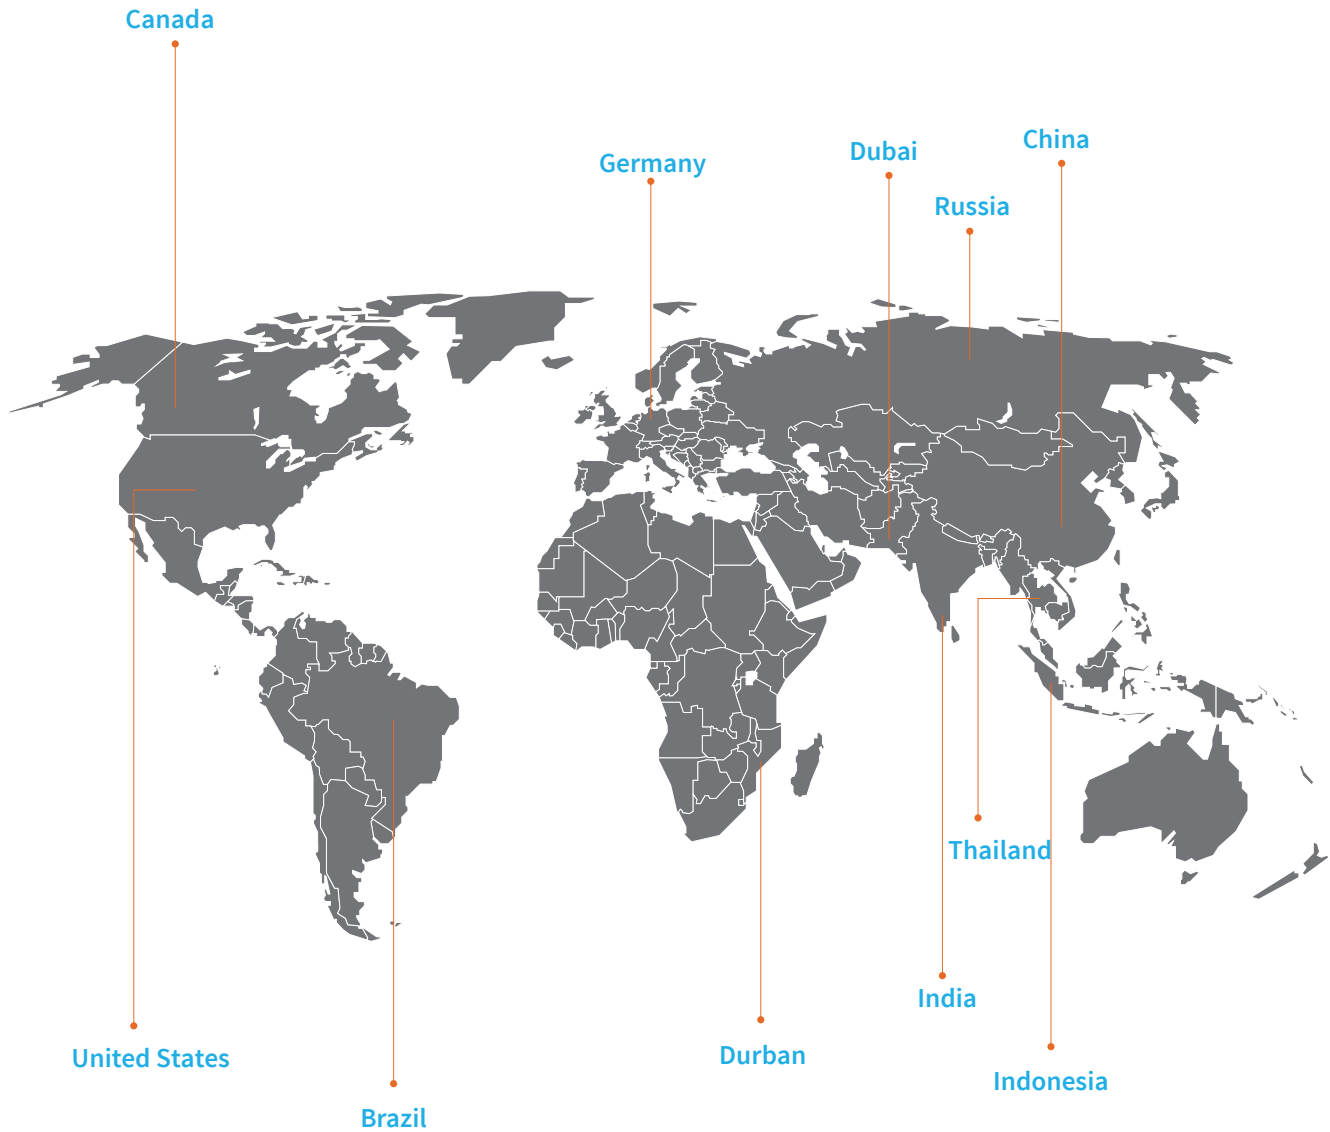 Canada
China
Dubai
Germany
Russia
Thailand
India
Durban
United States
Indonesia
Brazil